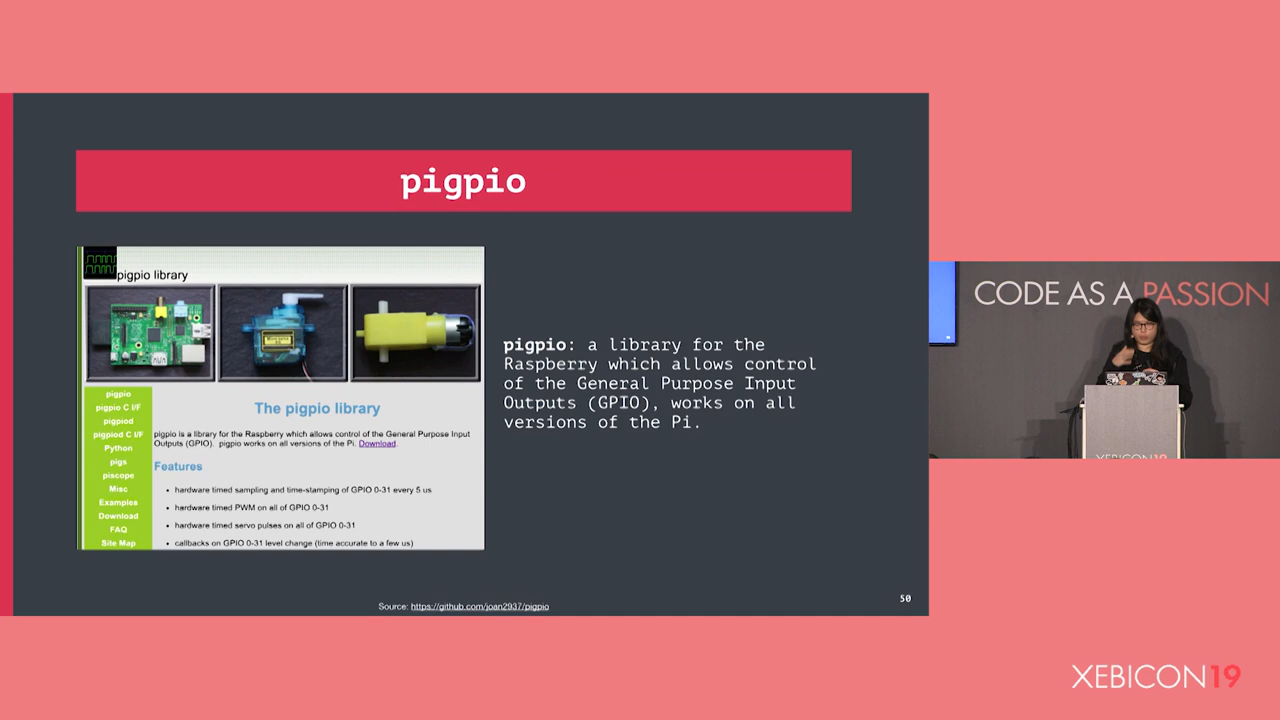 pigpio
pigpio library
pigpio
pigpio C I/F
pigpiod
pigpiod C I/F
Python
pigs
piscope
Misc
Examples
Download
FAQ
Site Map
The pigpio library
pigpio is a library for the Raspberry which allows control of the General Purpose Input
Outputs (GPIO). pigpio works on all versions of the Pi. Download.
Features
• hardware timed sampling and time-stamping of GPIO 0-31 every 5 us
• hardware timed PWM on all of GPIO 0-31
• hardware timed servo pulses on all of GPIO 0-31
• callbacks on GPIO 0-31 level change (time accurate to a few us)
pigpio: a library for the
Raspberry which allows control
of the General Purpose Input
Outputs (GPIO), works on all
versions of the Pi.
Source: https://github.com/joan2937/pigpio
50
CODE AS A PASSION
XEBICON19
XEBICON19